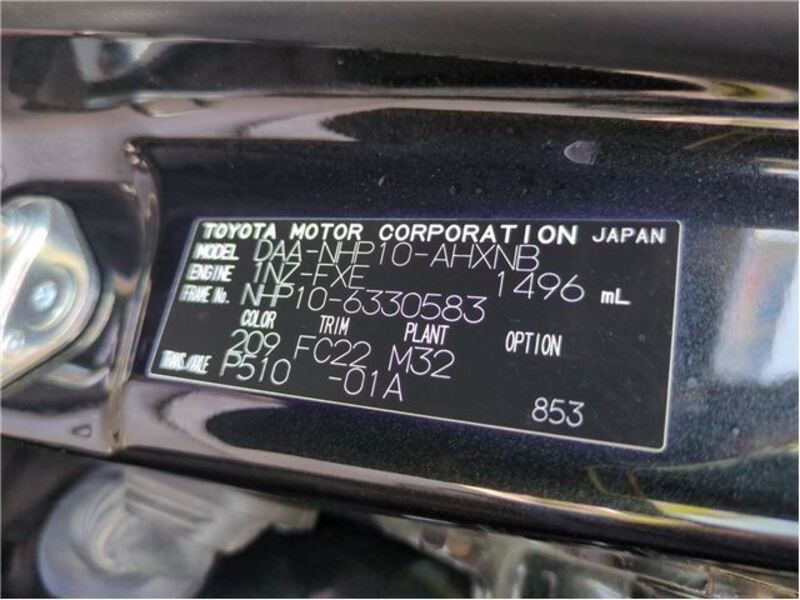 TOYOTA MOTOR CORPORATION JAPAN
MODEL DAA-NHP10-AHXNB
ENGINE 1NZ-FXE 1496 mL
FRAME No. NHP10-6330583
COLOR TRIM PLANT OPTION
209 FC22 M32
TRANS./AXLE P510 -01A
853